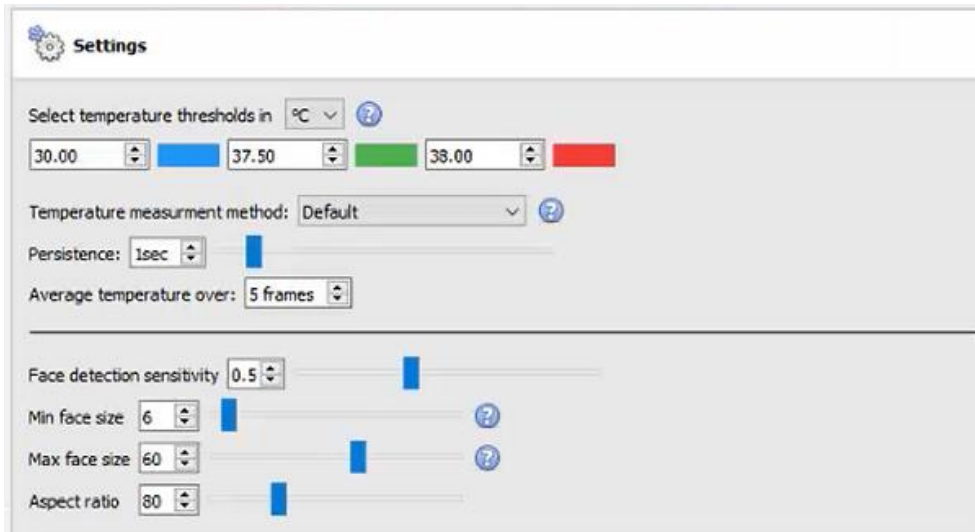 Settings
Select temperature thresholds in °C
30.00 37.50 38.00
Temperature measurment method: Default
Persistence: 1sec
Average temperature over: 5 frames
Face detection sensitivity 0.5
Min face size 6
Max face size 60
Aspect ratio 80